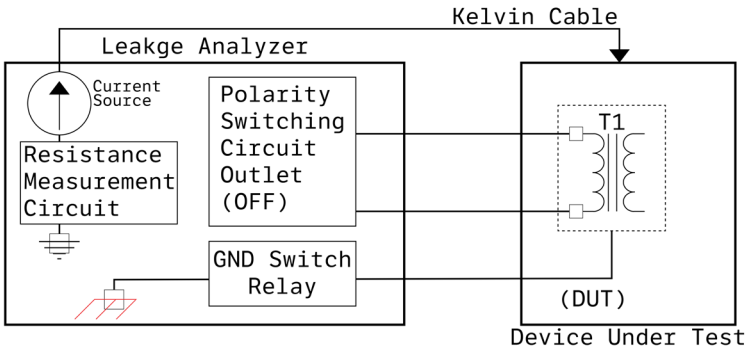 Kelvin Cable
Leakge Analyzer
Current
Source
Polarity
Switching
Circuit
Outlet
(OFF)
T1
Resistance
Measurement
Circuit
GND Switch
Relay
(DUT)
Device Under Test